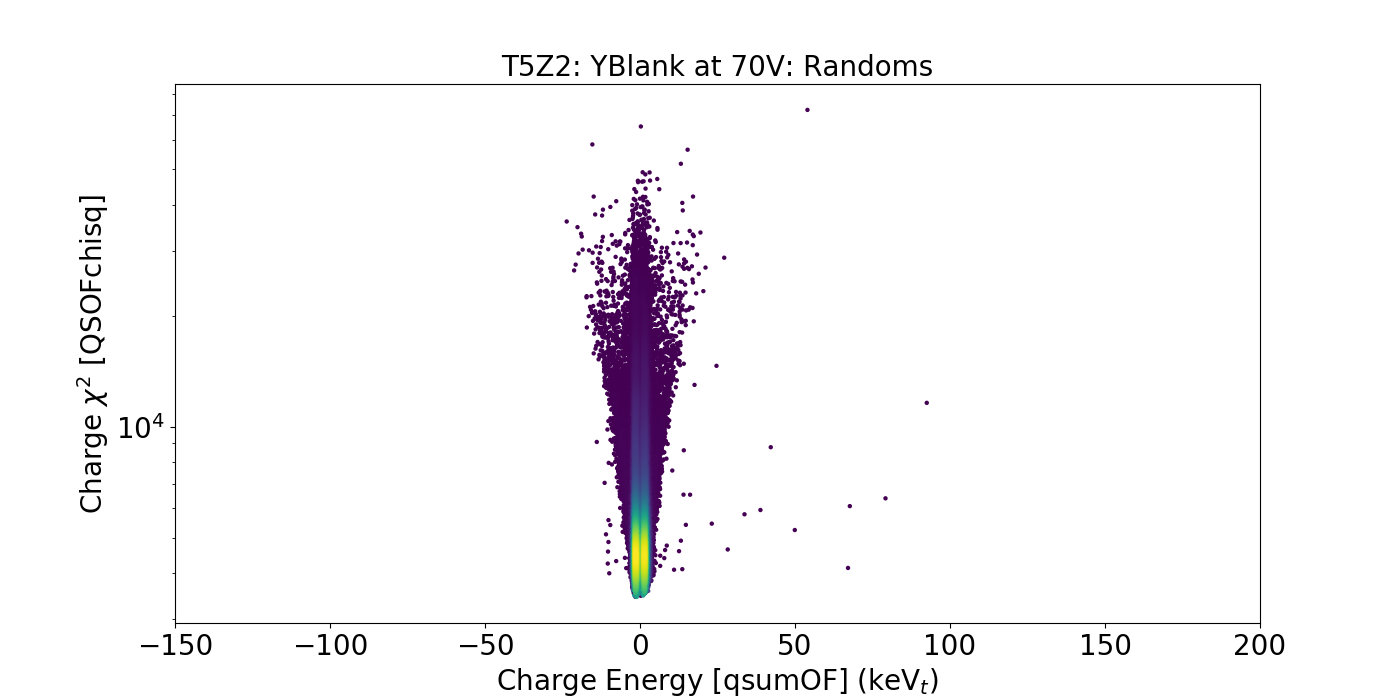 T5Z2: YBlank at 70V: Randoms
Charge χ² [QSOFchisq]
10⁴
−150 −100 −50 0 50 100 150 200
Charge Energy [qsumOF] (keVₜ)